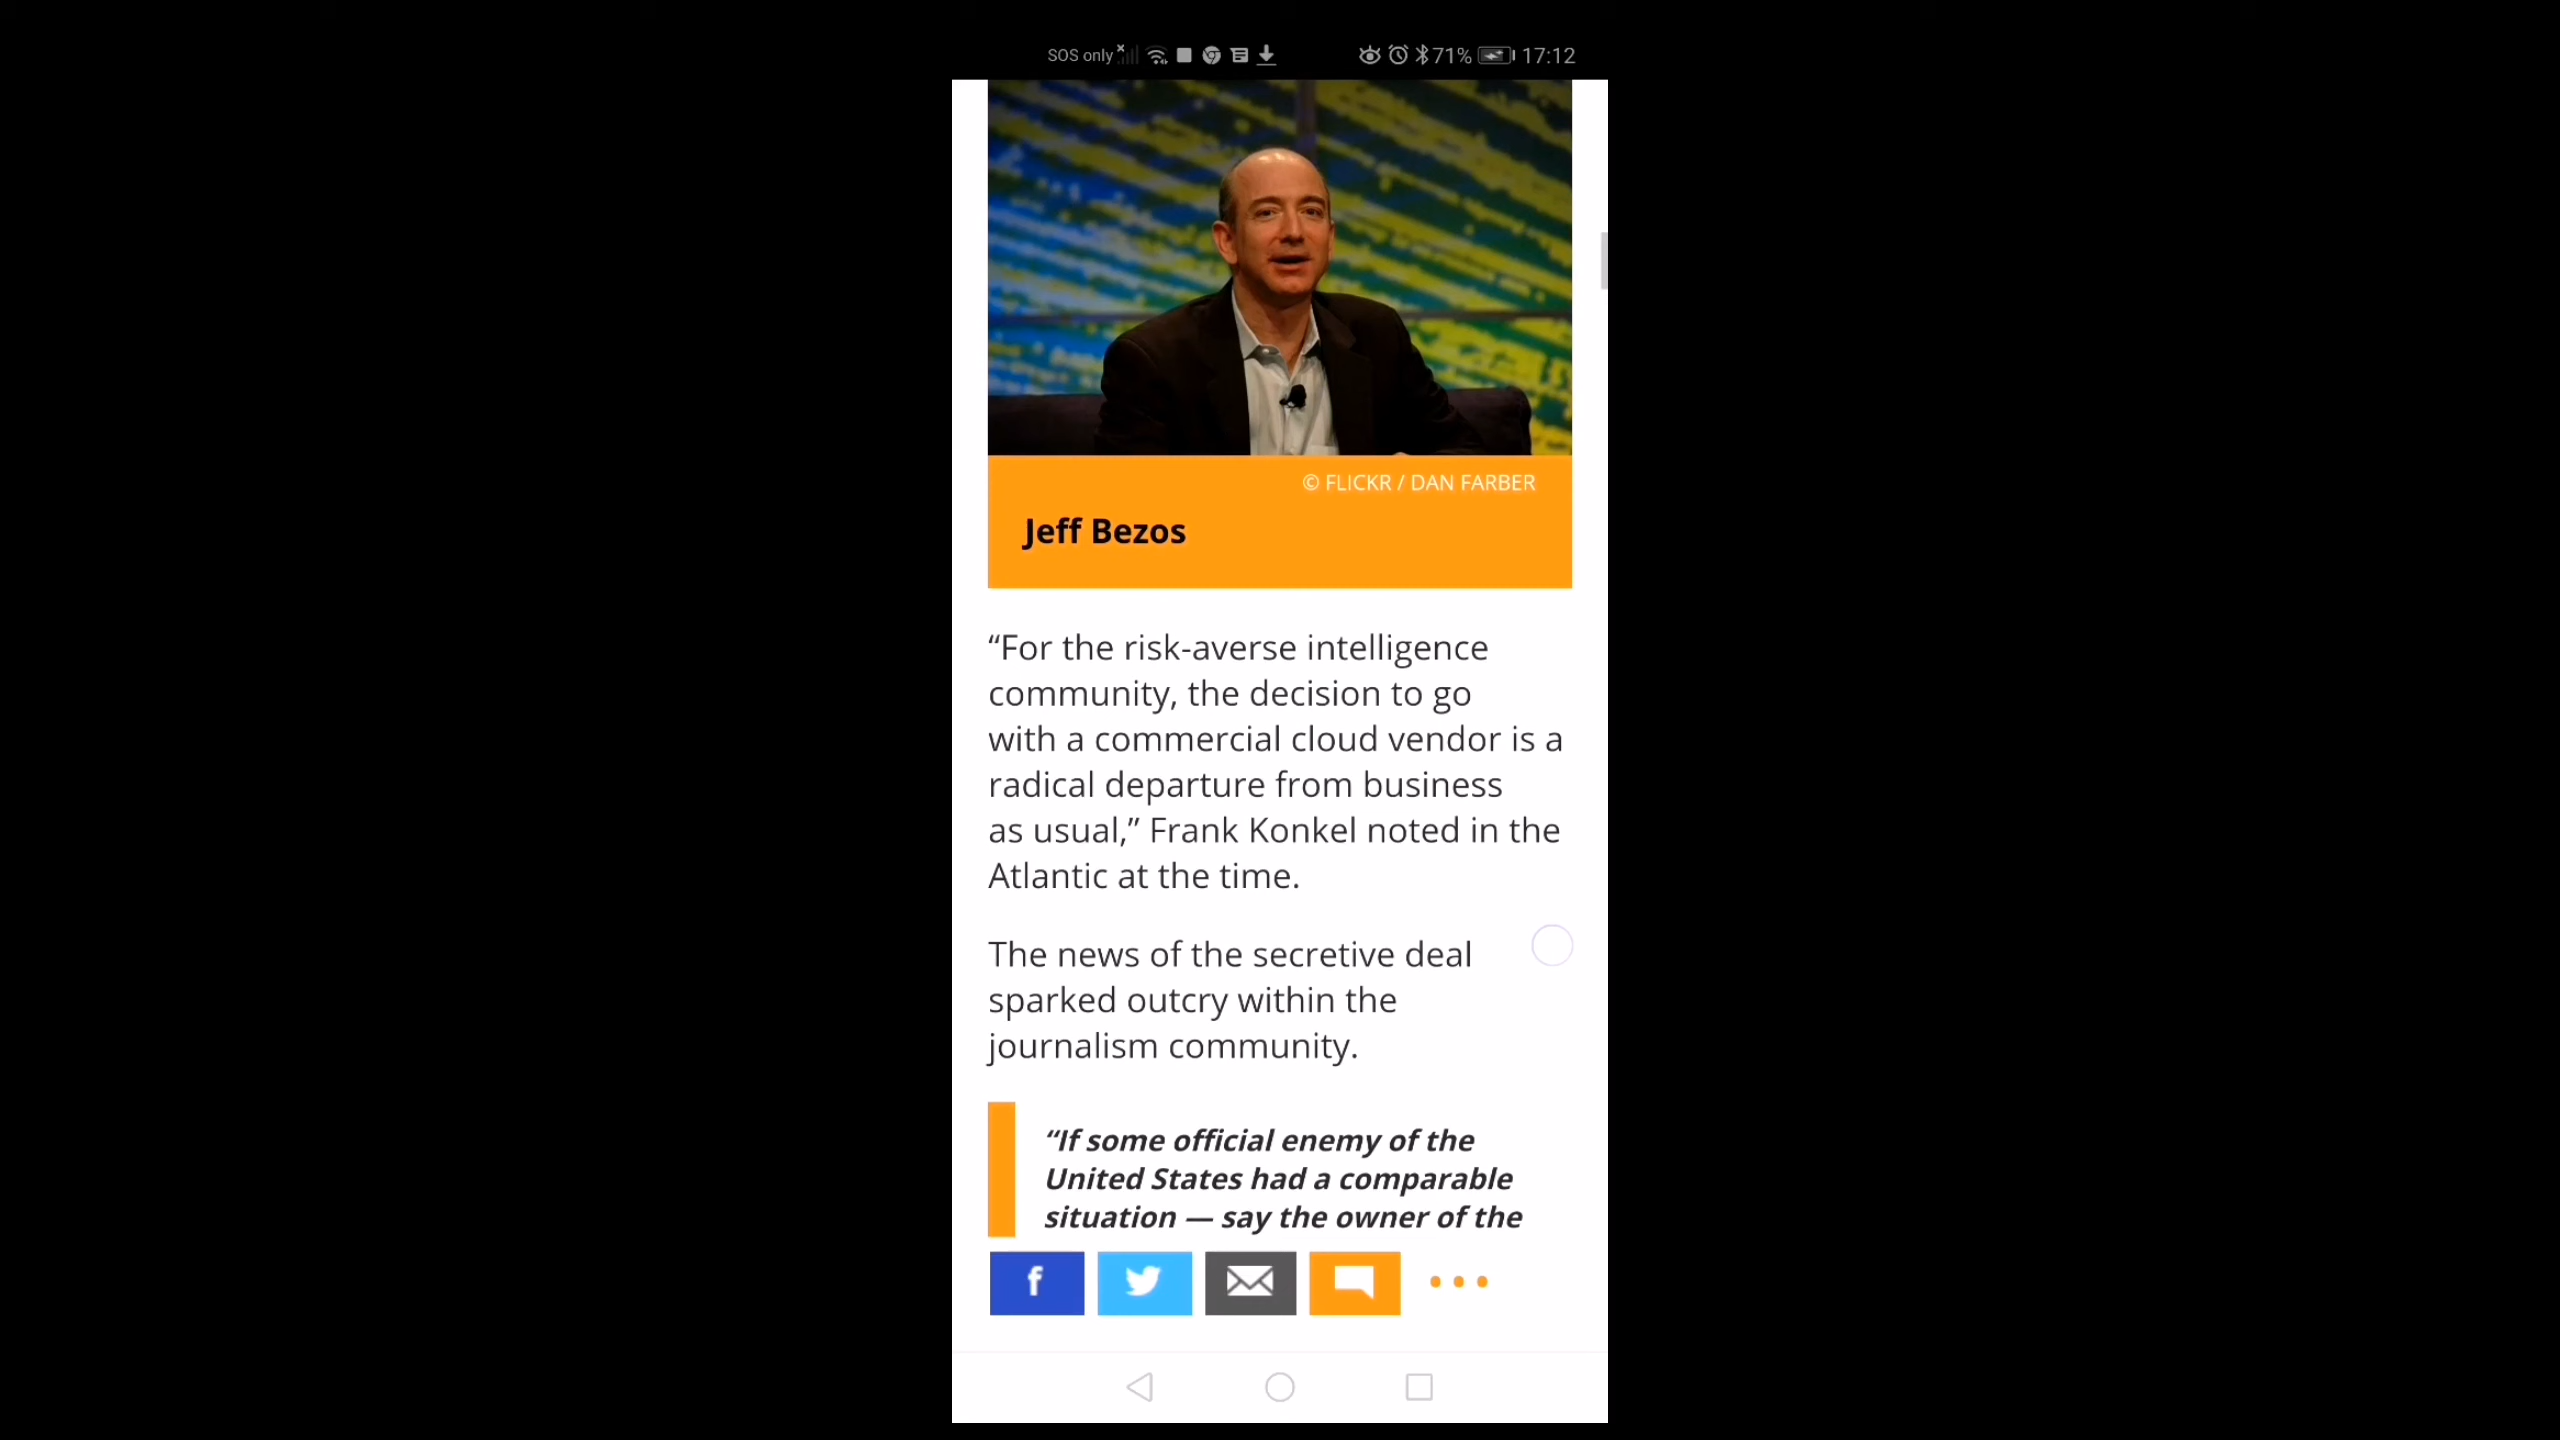 SOS only 71% 17:12
© FLICKR / DAN FARBER
Jeff Bezos
“For the risk-averse intelligence
community, the decision to go
with a commercial cloud vendor is a
radical departure from business
as usual,” Frank Konkel noted in the
Atlantic at the time.
The news of the secretive deal
sparked outcry within the
journalism community.
“If some official enemy of the
United States had a comparable
situation — say the owner of the